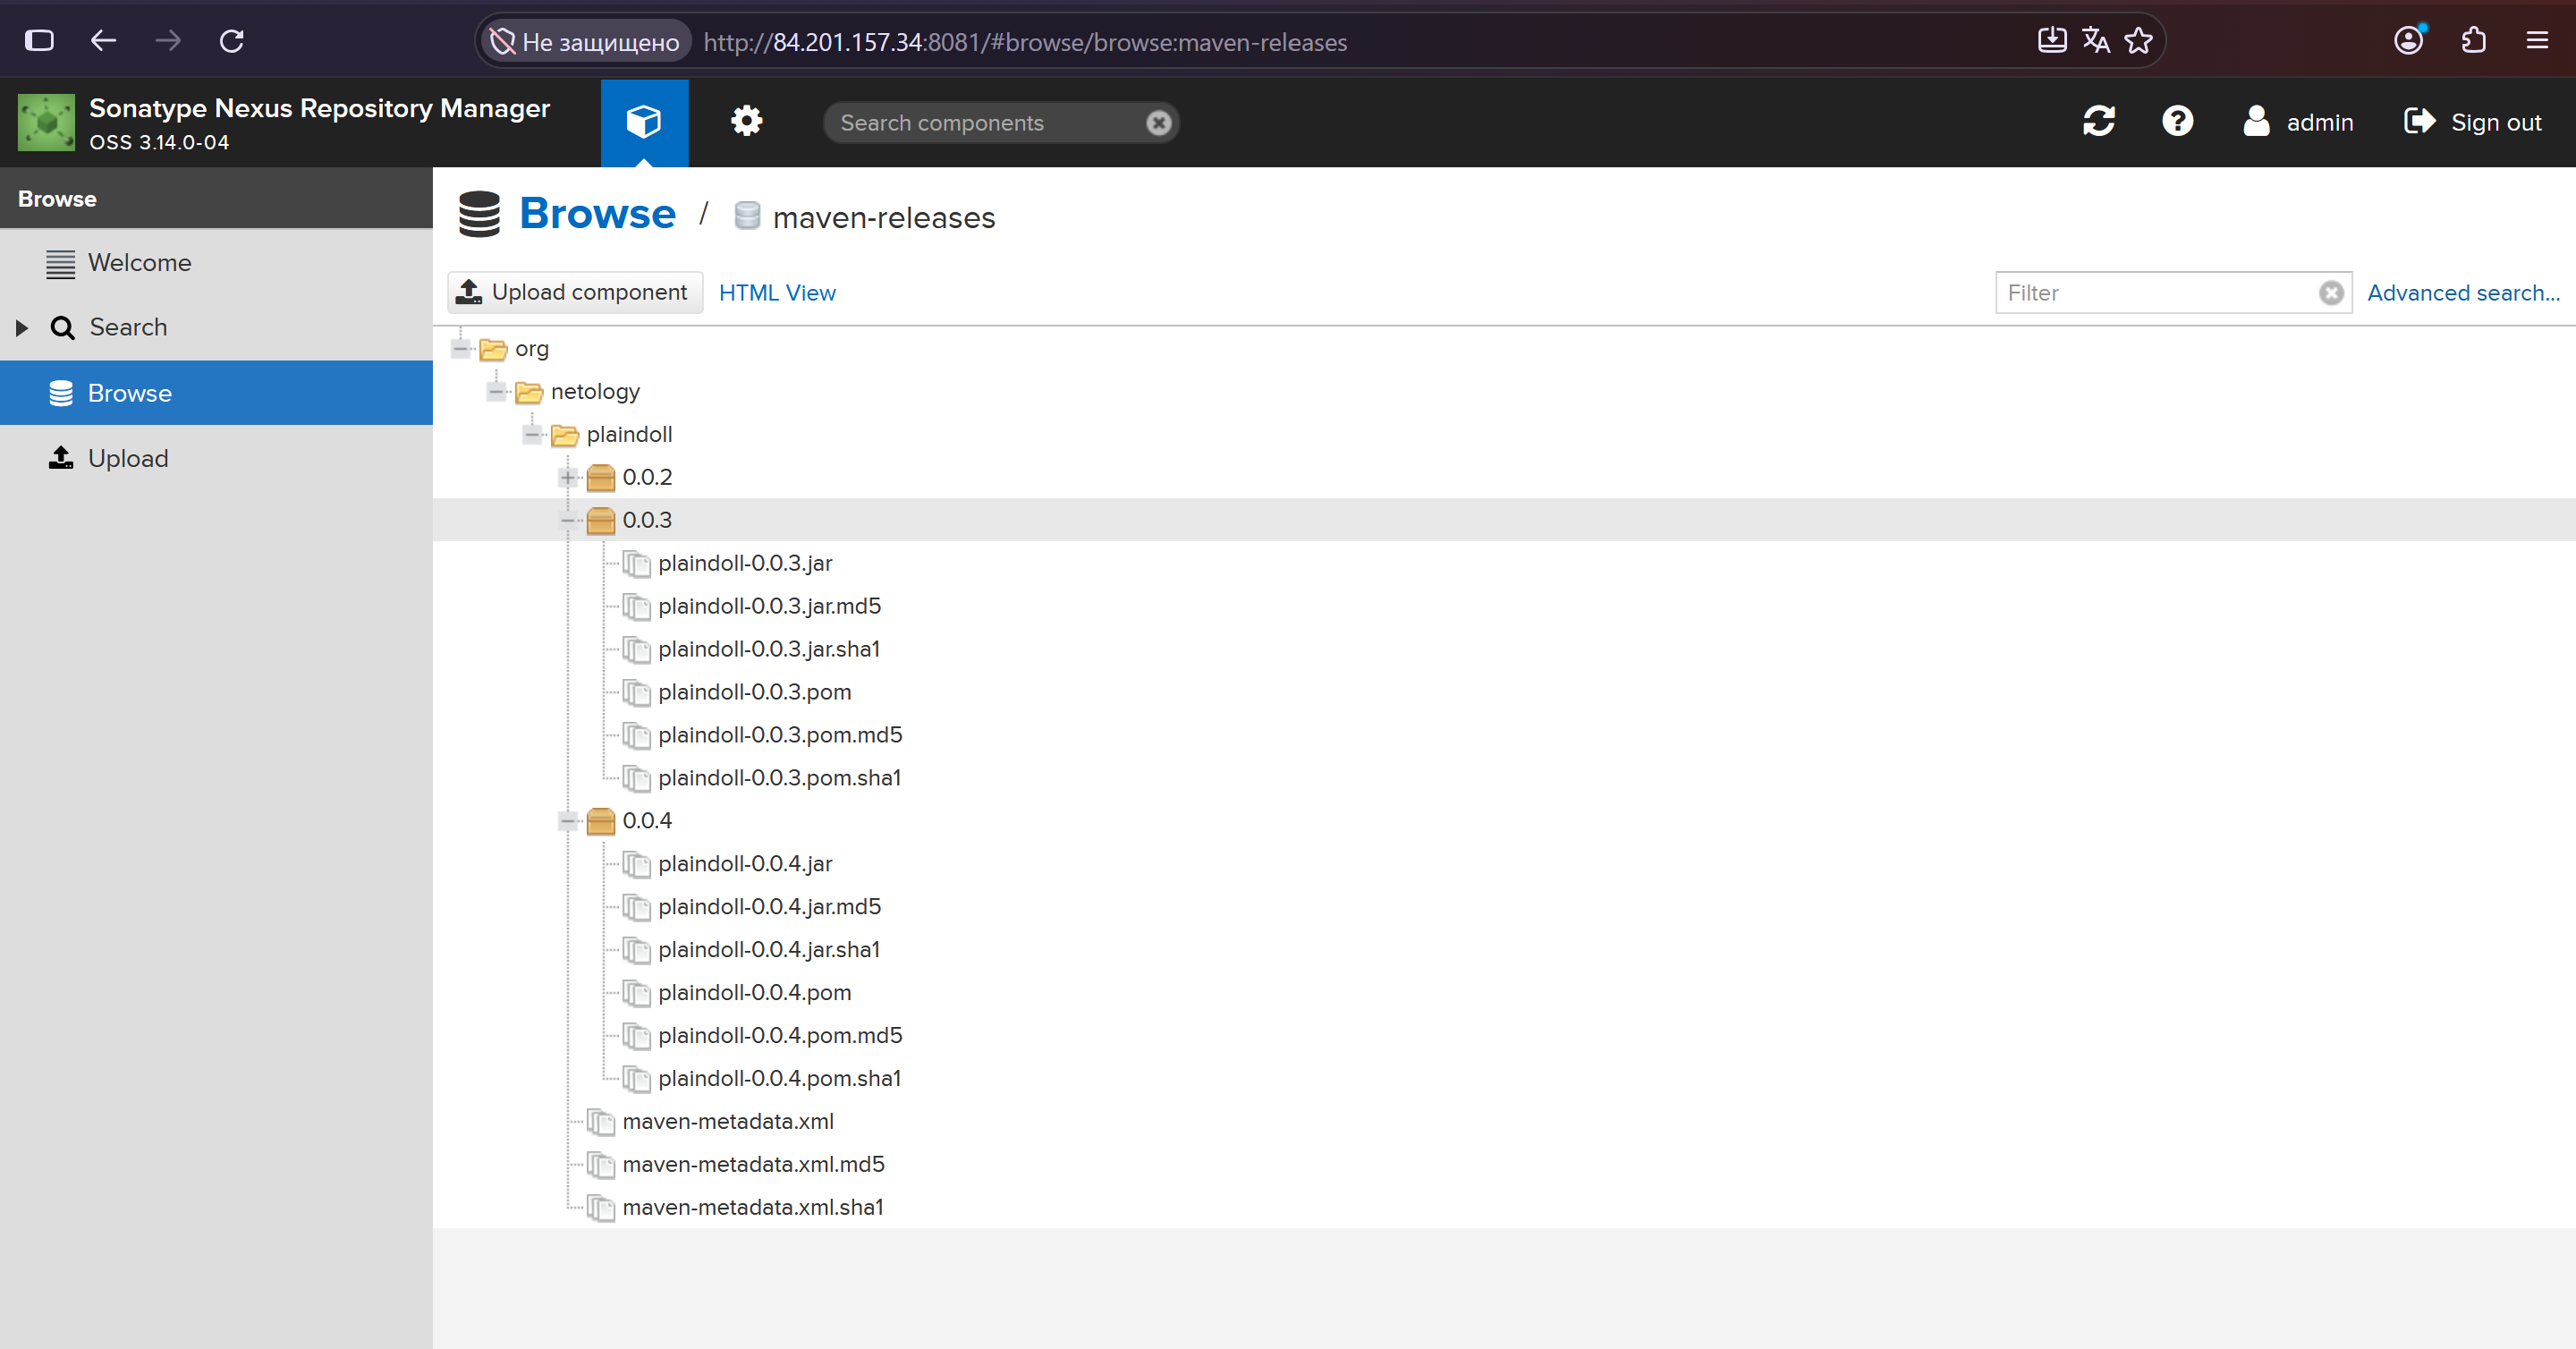 Не защищено http://84.201.157.34:8081/#browse/browse:maven-releases
Sonatype Nexus Repository Manager
OSS 3.14.0-04
Search components
admin
Sign out
Browse
Welcome
Search
Browse
Upload
Browse / maven-releases
Upload component HTML View
Filter Advanced search...
org
netology
plaindoll
0.0.2
0.0.3
plaindoll-0.0.3.jar
plaindoll-0.0.3.jar.md5
plaindoll-0.0.3.jar.sha1
plaindoll-0.0.3.pom
plaindoll-0.0.3.pom.md5
plaindoll-0.0.3.pom.sha1
0.0.4
plaindoll-0.0.4.jar
plaindoll-0.0.4.jar.md5
plaindoll-0.0.4.jar.sha1
plaindoll-0.0.4.pom
plaindoll-0.0.4.pom.md5
plaindoll-0.0.4.pom.sha1
maven-metadata.xml
maven-metadata.xml.md5
maven-metadata.xml.sha1